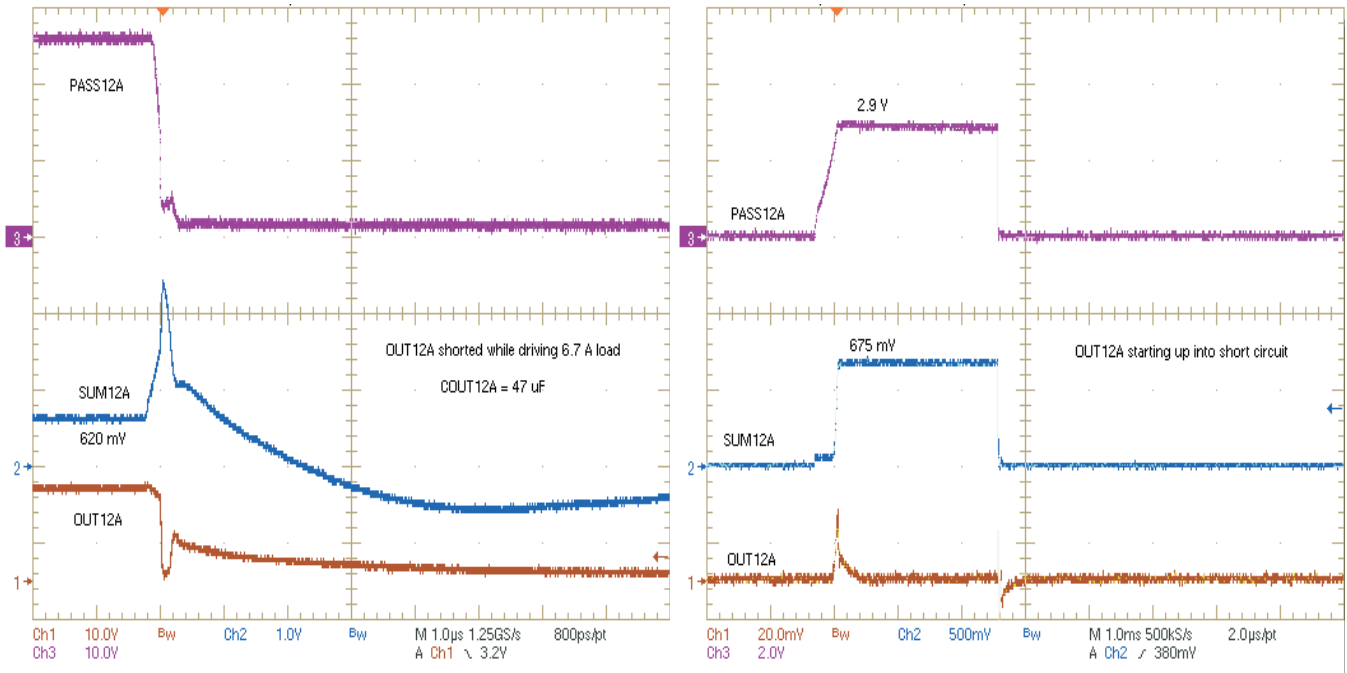 PASS12A
3
OUT12A shorted while driving 6.7 A load
COUT12A = 47 uF
SUM12A
620 mV
2
OUT12A
1
Ch1 10.0V BW Ch2 1.0V BW M 1.0µs 1.25GS/s 800ps/pt
Ch3 10.0V A Ch1 ∖ 3.2V
2.9 V
PASS12A
3
675 mV
OUT12A starting up into short circuit
SUM12A
2
OUT12A
1
Ch1 20.0mV BW Ch2 500mV BW M 1.0ms 500kS/s 2.0µs/pt
Ch3 2.0V A Ch2 ∕ 380mV